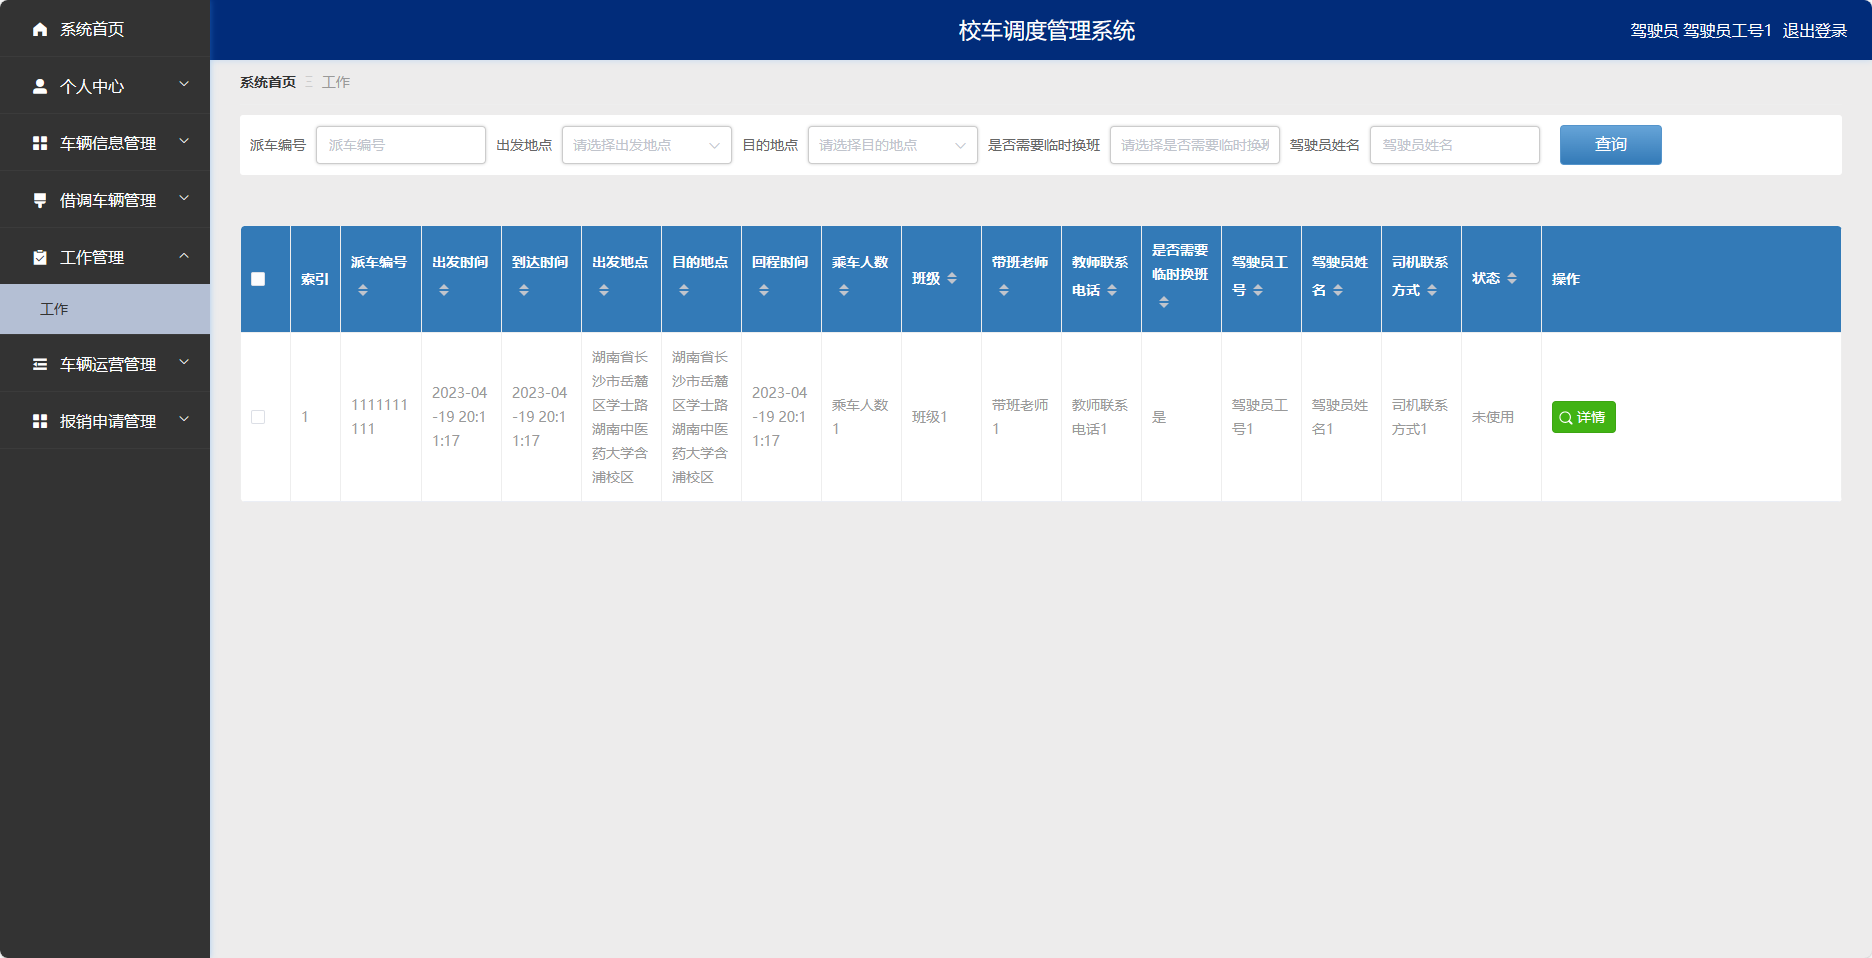 系统首页
个人中心
车辆信息管理
借调车辆管理
工作管理
工作
车辆运营管理
报销申请管理
校车调度管理系统
驾驶员 驾驶员工号1 退出登录
系统首页 工作
派车编号 派车编号 出发地点 请选择出发地点 目的地点 请选择目的地点 是否需要临时换班 请选择是否需要临时换班 驾驶员姓名 驾驶员姓名 查询
索引
派车编号
出发时间
到达时间
出发地点
目的地点
回程时间
乘车人数
班级
带班老师
教师联系
电话
是否需要
临时换班
驾驶员工
号
驾驶员姓
名
司机联系
方式
状态
操作
1
1111111
111
2023-04
-19 20:1
1:17
2023-04
-19 20:1
1:17
湖南省长
沙市岳麓
区学士路
湖南中医
药大学含
浦校区
湖南省长
沙市岳麓
区学士路
湖南中医
药大学含
浦校区
2023-04
-19 20:1
1:17
乘车人数
1
班级1
带班老师
1
教师联系
电话1
是
驾驶员工
号1
驾驶员姓
名1
司机联系
方式1
未使用
详情